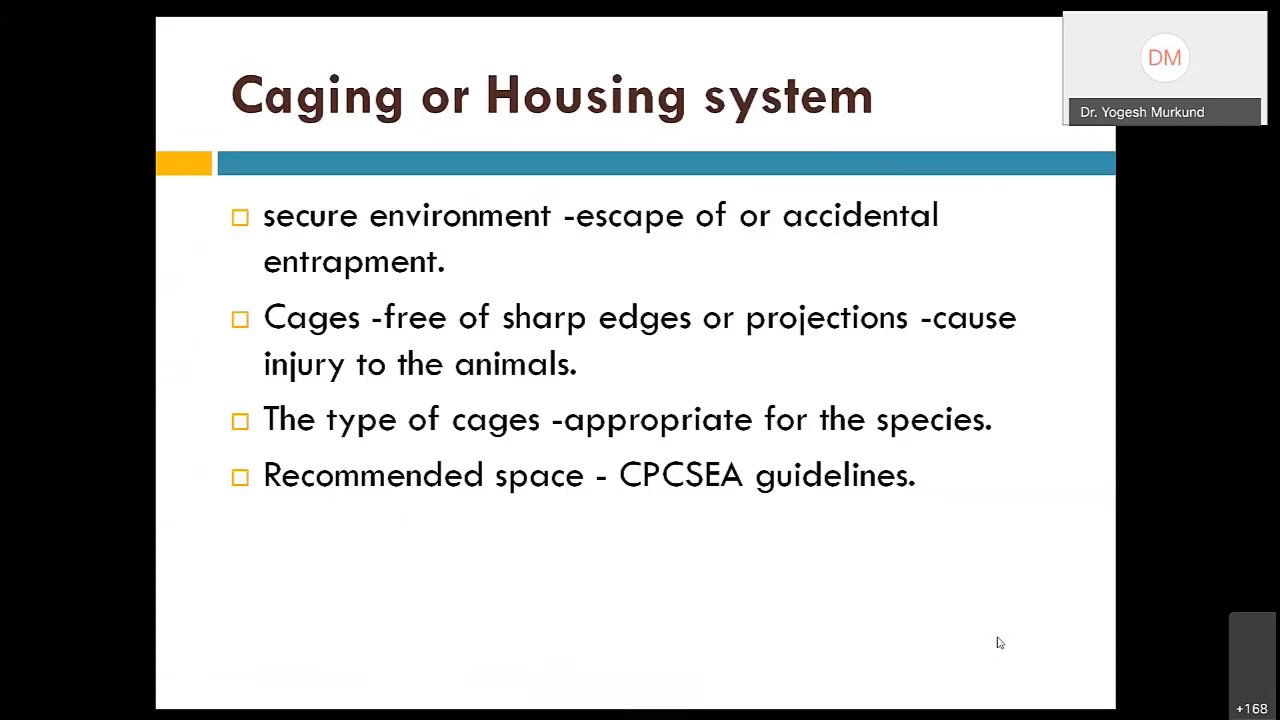 Caging or Housing system
DM
Dr. Yogesh Murkund
secure environment -escape of or accidental
entrapment.
Cages -free of sharp edges or projections -cause
injury to the animals.
The type of cages -appropriate for the species.
Recommended space - CPCSEA guidelines.
+168